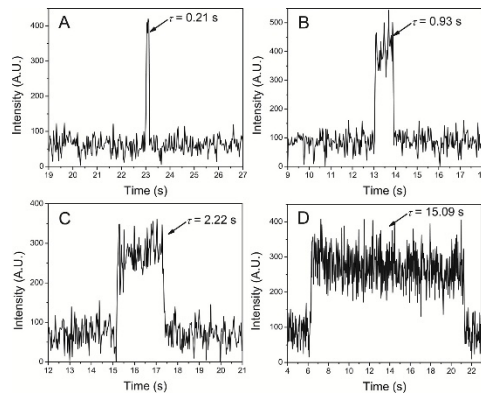 A
τ = 0.21 s
Intensity (A.U.)
0
100
200
300
400
19 20 21 22 23 24 25 26 27
Time (s)
B
τ = 0.93 s
Intensity (A.U.)
0
100
200
300
400
500
9 10 11 12 13 14 15 16 17 18
Time (s)
C
τ = 2.22 s
Intensity (A.U.)
0
100
200
300
400
12 13 14 15 16 17 18 19 20 21
Time (s)
D
τ = 15.09 s
Intensity (A.U.)
0
100
200
300
400
4 6 8 10 12 14 16 18 20 22
Time (s)